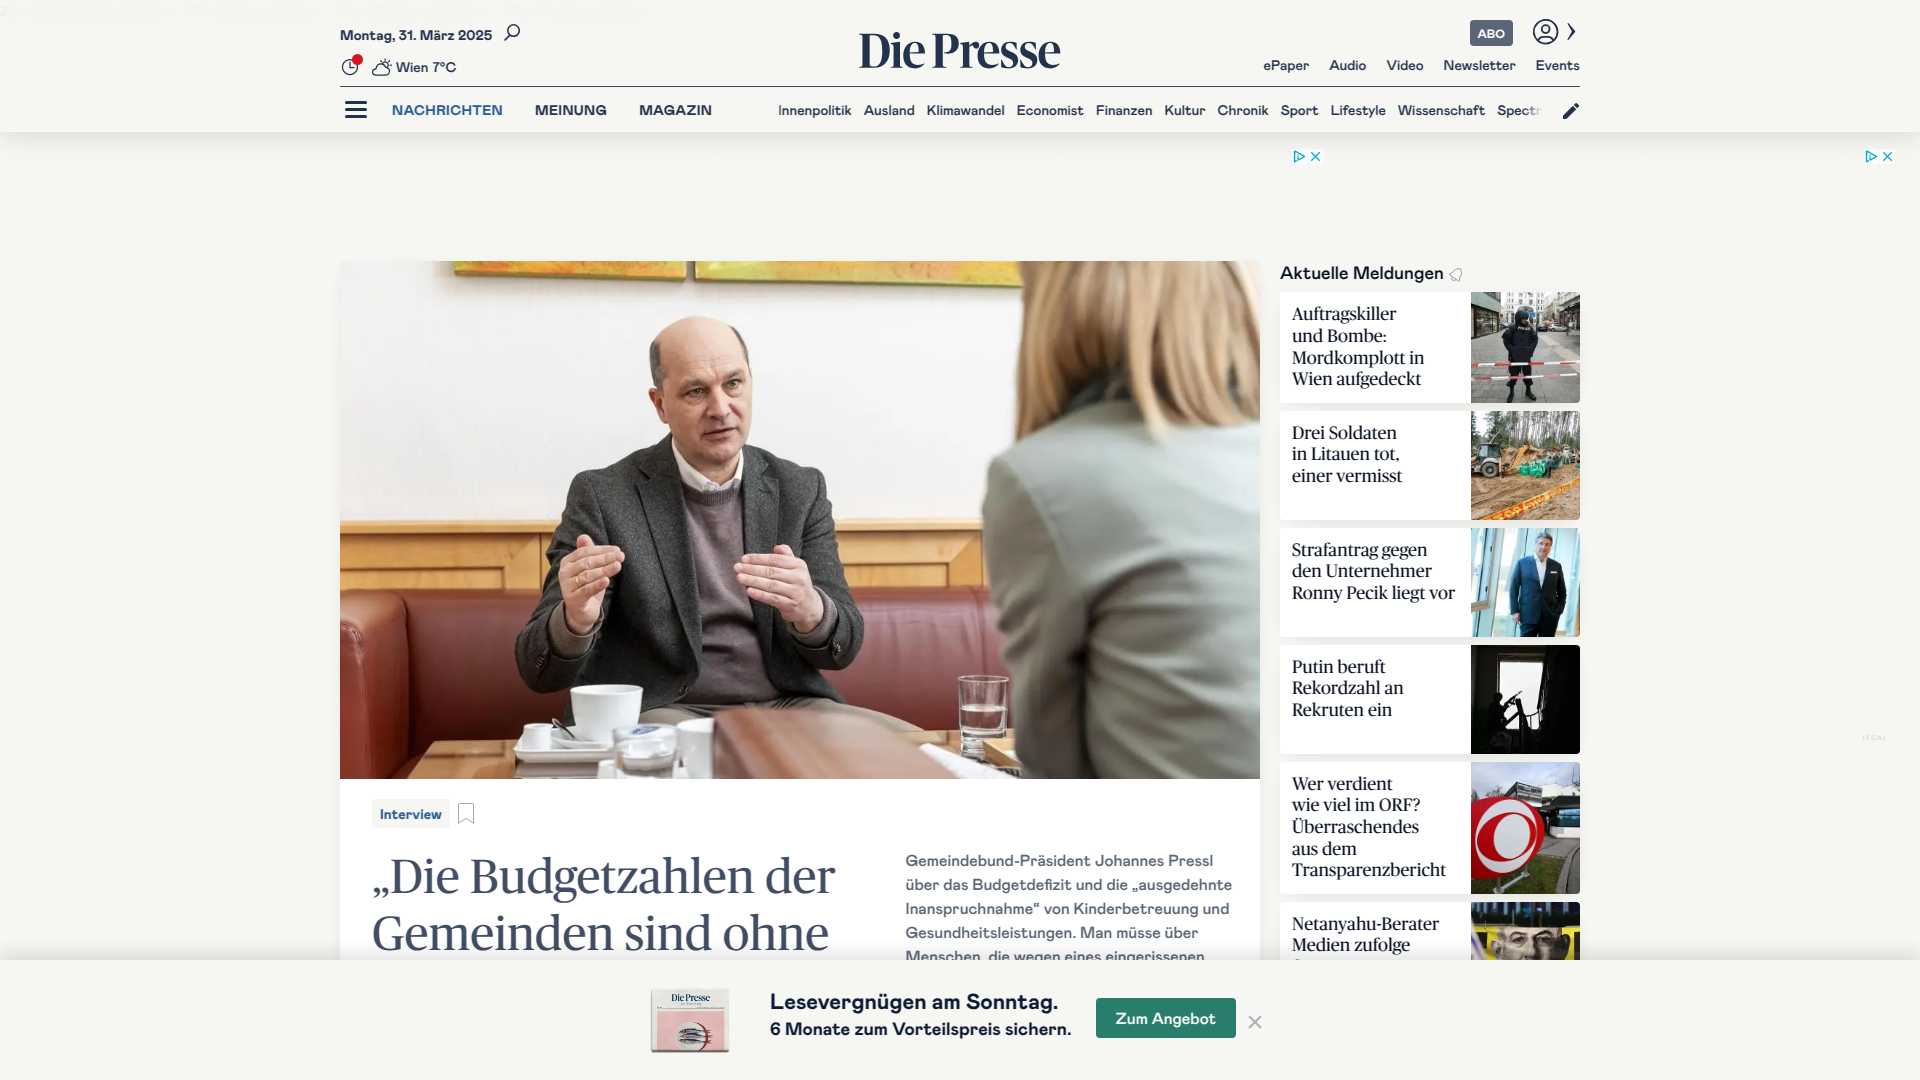 Montag, 31. März 2025
Wien 7°C
Die Presse
ABO
ePaper Audio Video Newsletter Events
NACHRICHTEN MEINUNG MAGAZIN
Innenpolitik Ausland Klimawandel Economist Finanzen Kultur Chronik Sport Lifestyle Wissenschaft
Aktuelle Meldungen
Auftragskiller
und Bombe:
Mordkomplott in
Wien aufgedeckt
Drei Soldaten
in Litauen tot,
einer vermisst
Strafantrag gegen
den Unternehmer
Ronny Pecik liegt vor
Putin beruft
Rekordzahl an
Rekruten ein
Wer verdient
wie viel im ORF?
Überraschendes
aus dem
Transparenzbericht
Netanyahu-Berater
Medien zufolge
LEGAL
Interview
„Die Budgetzahlen der
Gemeinden sind ohne
Gemeindebund-Präsident Johannes Pressl
über das Budgetdefizit und die „ausgedehnte
Inanspruchnahme“ von Kinderbetreuung und
Gesundheitsleistungen. Man müsse über
Menschen, die wegen eines eingerissenen
Die Presse
Lesevergnügen am Sonntag.
6 Monate zum Vorteilspreis sichern.
Zum Angebot